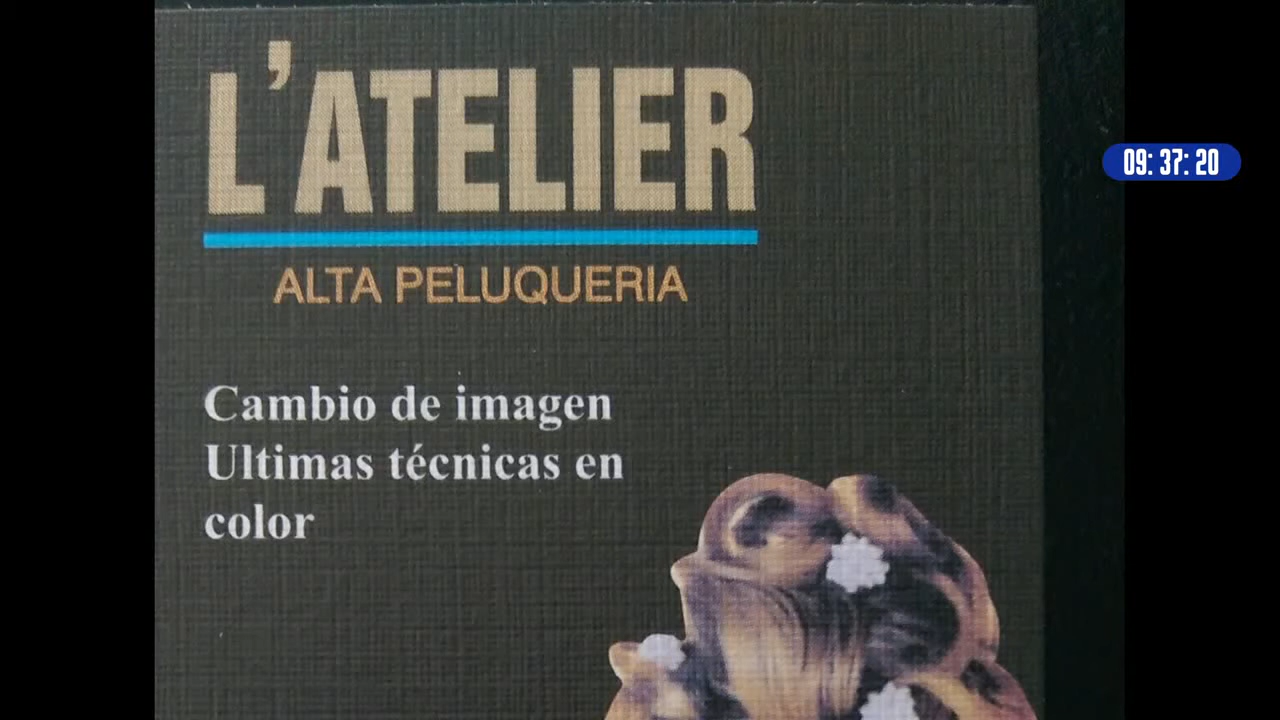 L'ATELIER
ALTA PELUQUERIA
09: 37: 20
Cambio de imagen
Ultimas técnicas en
color